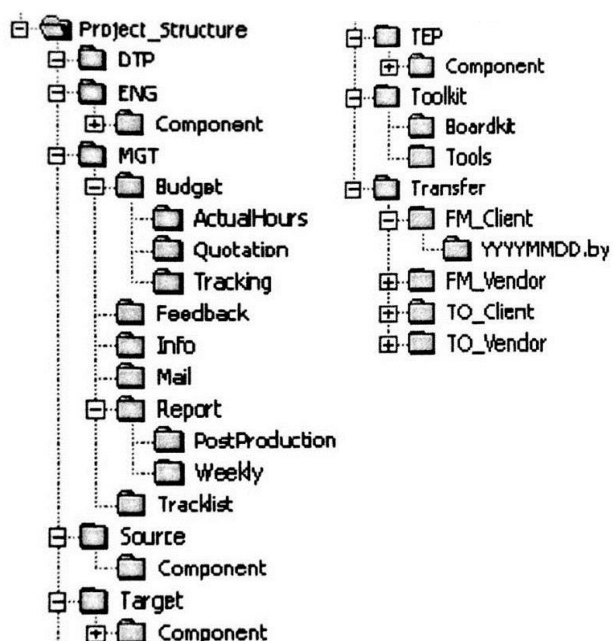 Project_Structure
DTP
ENG
Component
MGT
Budget
ActualHours
Quotation
Tracking
Feedback
Info
Mail
Report
PostProduction
Weekly
Tracklist
Source
Component
Target
Component
TEP
Component
Toolkit
Boardkit
Tools
Transfer
FM_Client
YYYYMMDD.by
FM_Vendor
TO_Client
TO_Vendor